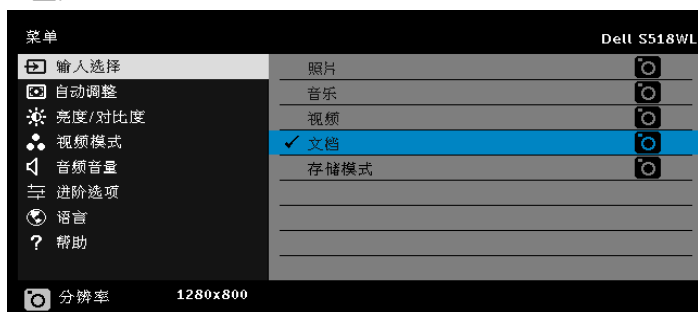 菜单
Dell S518WL
输入选择
自动调整
亮度/对比度
视频模式
音频音量
进阶选项
语言
帮助
照片
音乐
视频
文档
存储模式
分辨率 1280x800